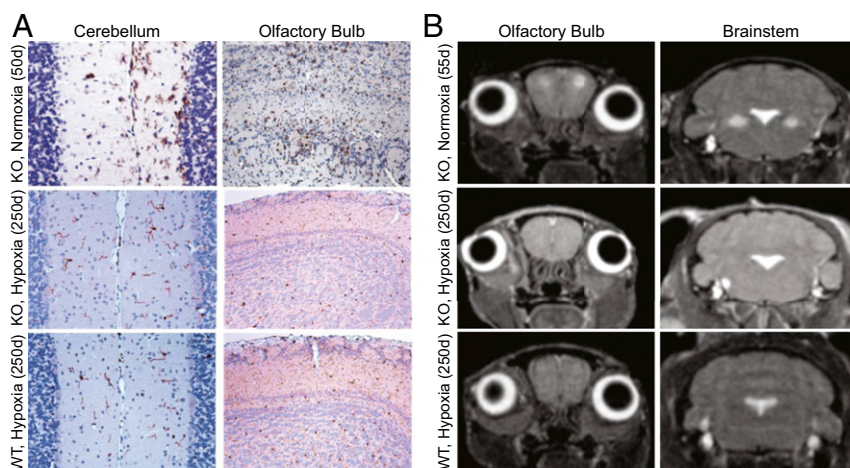 A
Cerebellum
Olfactory Bulb
KO, Normoxia (50d)
KO, Hypoxia (250d)
WT, Hypoxia (250d)
B
Olfactory Bulb
Brainstem
KO, Normoxia (55d)
KO, Hypoxia (250d)
WT, Hypoxia (250d)